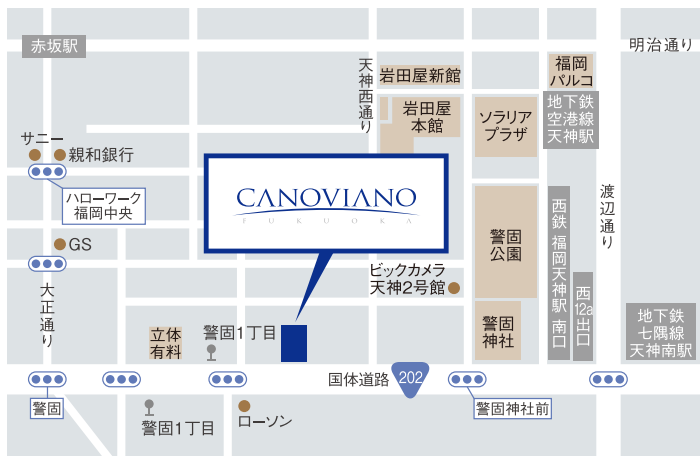 赤坂駅
明治通り
天神西通り
岩田屋新館
岩田屋
本館
ソラリア
プラザ
福岡
パルコ
地下鉄
空港線
天神駅
サニー
親和銀行
ハローワーク
福岡中央
CANOVIANO
FUKUOKA
渡辺通り
GS
大正通り
ビックカメラ
天神2号館
警固
公園
西鉄 福岡天神駅 南口
西12a出口
地下鉄
七隅線
天神南駅
立体
有料
警固1丁目
警固
神社
国体道路
202
警固
警固1丁目
ローソン
警固神社前